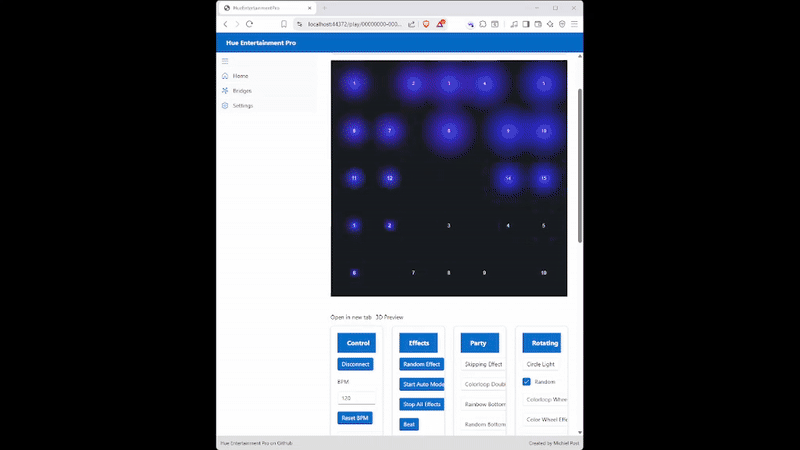 HueEntertainmentPro
localhost:44372/play/00000000-000...
Hue Entertainment Pro
Home
Bridges
Settings
1 2 3 4 5
6 7 8 9 10
11 12 14 15
1 2 3 4 5
6 7 8 9 10
Open in new tab 3D Preview
Control Effects Party Rotating
Disconnect Random Effect Skipping Effect Circle Light
BPM Start Auto Mode Colorloop Doub Random
120 Stop All Effects Rainbow Bottom Colorloop Whee
Reset BPM Beat Random Bottom Color Wheel Effe
Hue Entertainment Pro on GitHub Created by Michiel Post